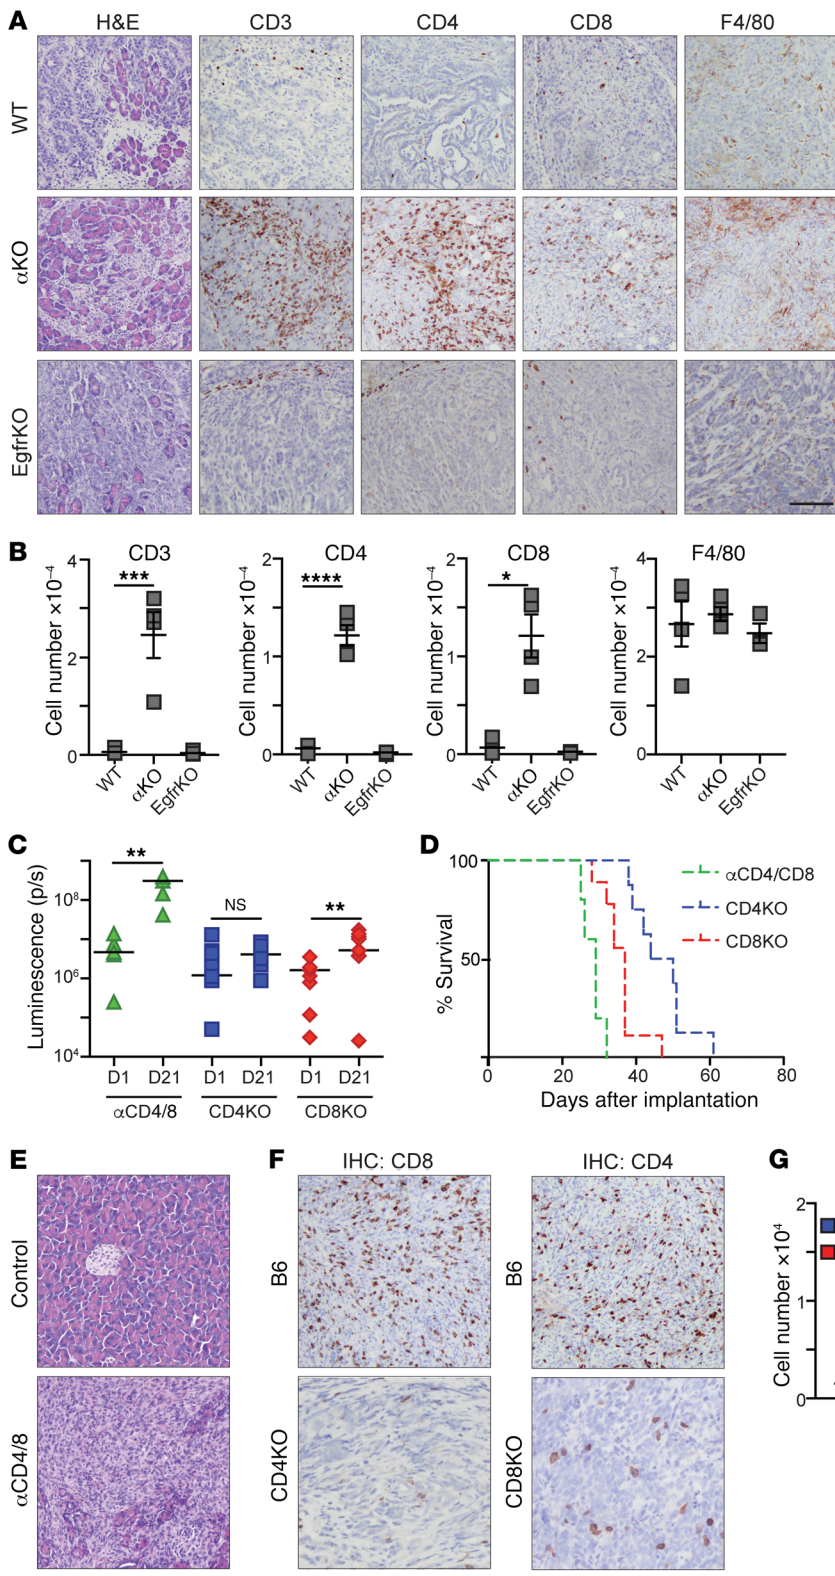 A
H&E CD3 CD4 CD8 F4/80
WT
αKO
EgfrKO
B
CD3 CD4 CD8 F4/80
Cell number ×10⁻⁴
4
2
0
***
WT αKO EgfrKO
Cell number ×10⁻⁴
2
1
0
****
WT αKO EgfrKO
Cell number ×10⁻⁴
2
1
0
*
WT αKO EgfrKO
Cell number ×10⁻⁴
4
2
0
WT αKO EgfrKO
C
Luminescence (p/s)
10⁸
10⁶
10⁴
** NS **
D1 D21 D1 D21 D1 D21
αCD4/8 CD4KO CD8KO
D
% Survival
100
50
0
αCD4/CD8
CD4KO
CD8KO
0 20 40 60 80
Days after implantation
E
Control
αCD4/8
F
IHC: CD8 IHC: CD4
B6 B6
CD4KO CD8KO
G
Cell number ×10⁴
2
1
0